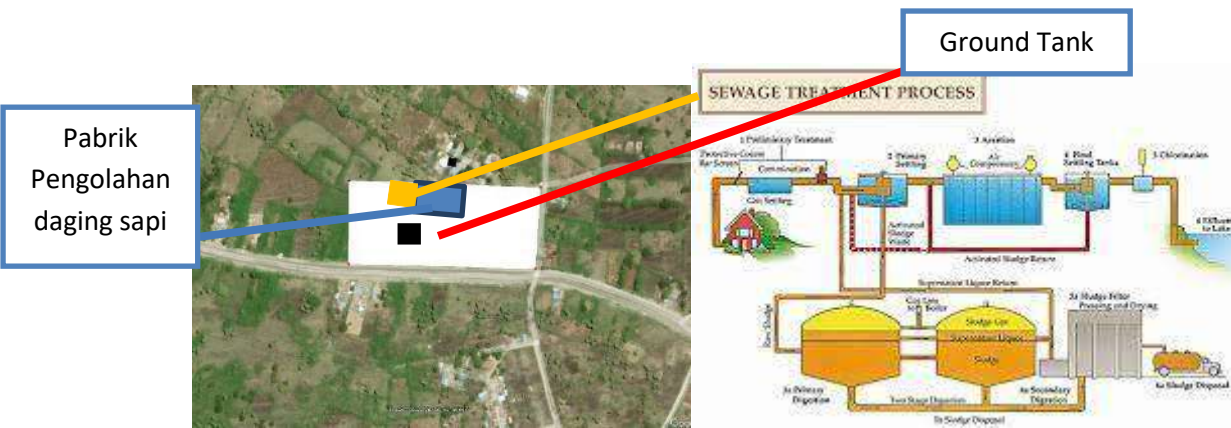 Ground Tank
Pabrik
Pengolahan
daging sapi
SEWAGE TREATMENT PROCESS
1 Preliminary Treatment
Protective Coarse
Bar Screen
Comminution
Grit Settling
2 Primary
Settling
3 Aeration
Air
Compressors
4 Final
Settling Tanks
5 Chlorination
6 Effluent
to Lake
Activated
Sludge
Waste
Activated Sludge Return
Supernatant Liquor Return
Raw Sludge
Gas Line
to Boiler
Sludge Gas
Supernatant Liquor
Sludge
5a Sludge Filter
Pressing and Drying
3a Primary
Digestion
Two Stage Digestion
4a Secondary
Digestion
6a Sludge Disposal
To Sludge Disposal